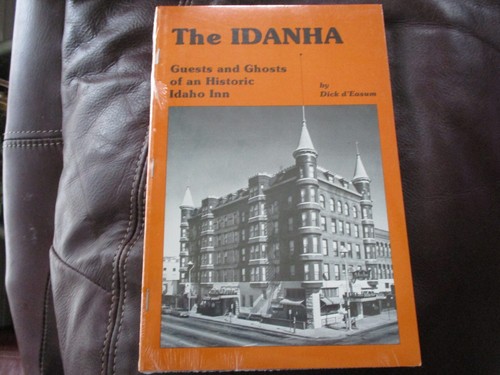 The IDANHA
Guests and Ghosts
of an Historic
Idaho Inn
by
Dick d'Easum